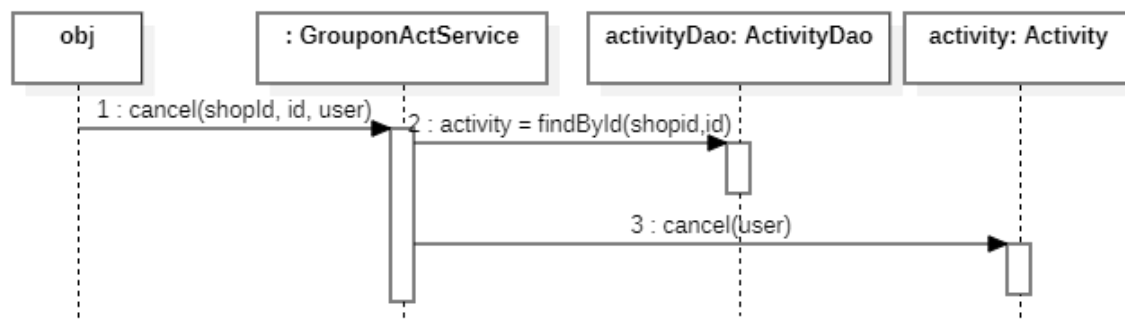 obj
: GrouponActService
activityDao: ActivityDao
activity: Activity
1 : cancel(shopId, id, user)
2 : activity = findById(shopid,id)
3 : cancel(user)